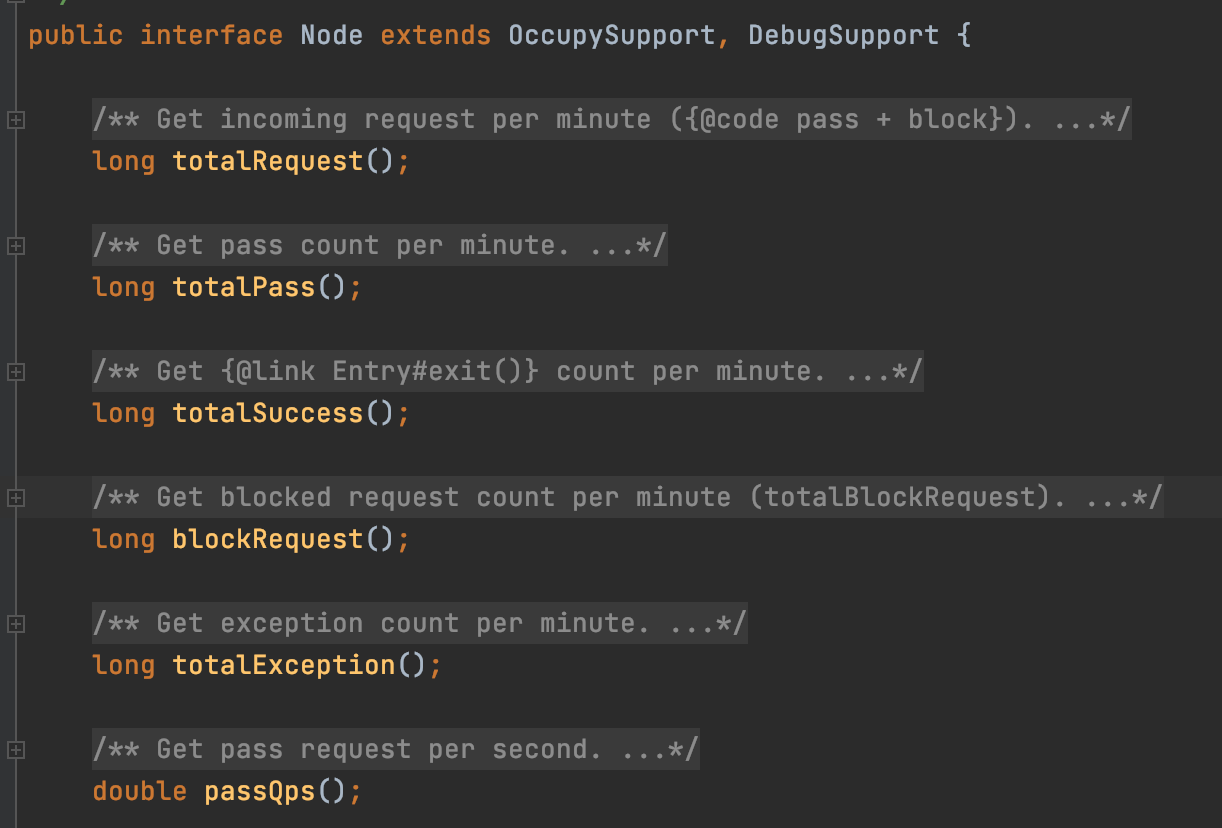 public interface Node extends OccupySupport, DebugSupport {
/** Get incoming request per minute ({@code pass + block}). ...*/
long totalRequest();
/** Get pass count per minute. ...*/
long totalPass();
/** Get {@link Entry#exit()} count per minute. ...*/
long totalSuccess();
/** Get blocked request count per minute (totalBlockRequest). ...*/
long blockRequest();
/** Get exception count per minute. ...*/
long totalException();
/** Get pass request per second. ...*/
double passQps();